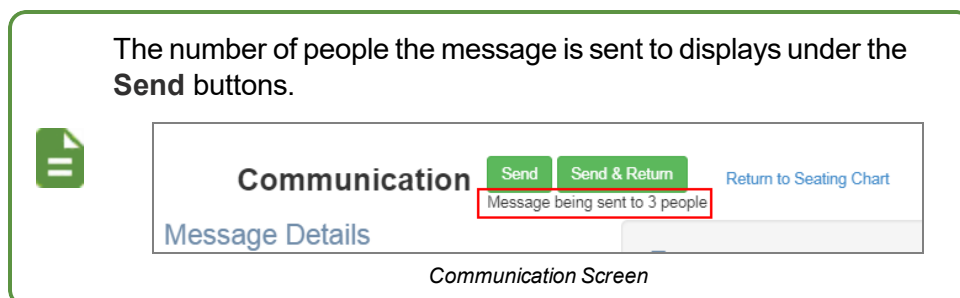 The number of people the message is sent to displays under the
Send buttons.
Communication Send Send & Return Return to Seating Chart
Message being sent to 3 people
Message Details
Communication Screen